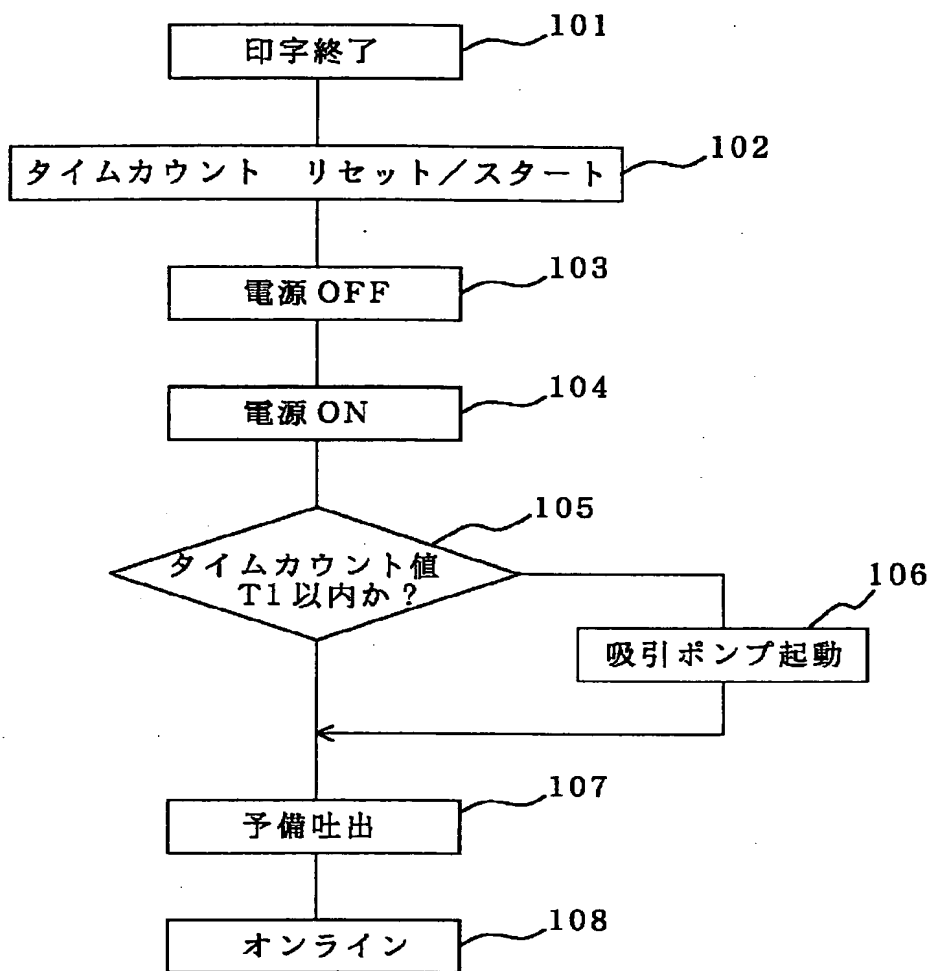 101
印字終了
102
タイムカウント　リセット／スタート
103
電源OFF
104
電源ON
105
タイムカウント値
T1以内か？
106
吸引ポンプ起動
107
予備吐出
108
オンライン